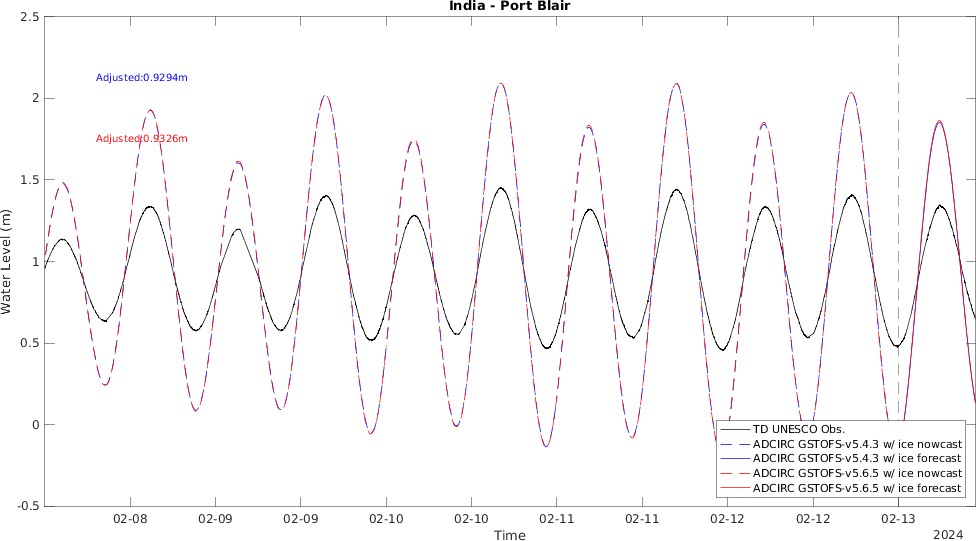 India - Port Blair
2.5
2
1.5
1
0.5
0
-0.5
Water Level (m)
Adjusted:0.9294m
Adjusted:0.9326m
TD UNESCO Obs.
ADCIRC GSTOFS-v5.4.3 w/ ice nowcast
ADCIRC GSTOFS-v5.4.3 w/ ice forecast
ADCIRC GSTOFS-v5.6.5 w/ ice nowcast
ADCIRC GSTOFS-v5.6.5 w/ ice forecast
02-08 02-09 02-09 02-10 02-10 02-11 02-11 02-12 02-12 02-13
Time
2024